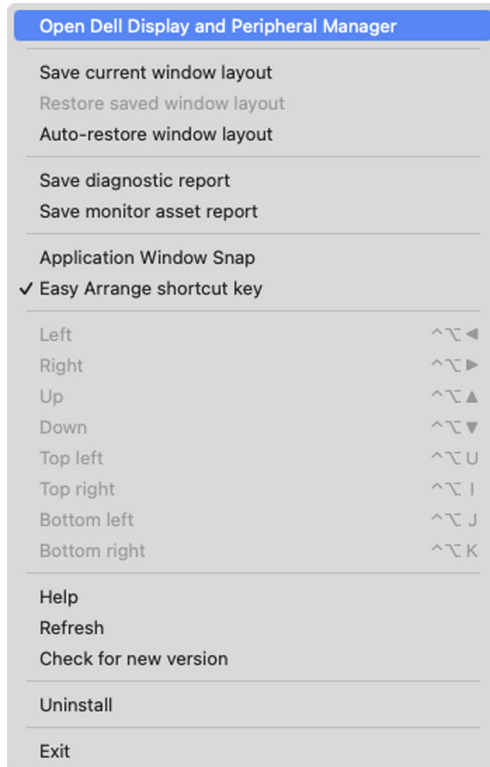 Open Dell Display and Peripheral Manager
Save current window layout
Restore saved window layout
Auto-restore window layout
Save diagnostic report
Save monitor asset report
Application Window Snap
✓ Easy Arrange shortcut key
Left ^⌥◀
Right ^⌥▶
Up ^⌥▲
Down ^⌥▼
Top left ^⌥U
Top right ^⌥I
Bottom left ^⌥J
Bottom right ^⌥K
Help
Refresh
Check for new version
Uninstall
Exit